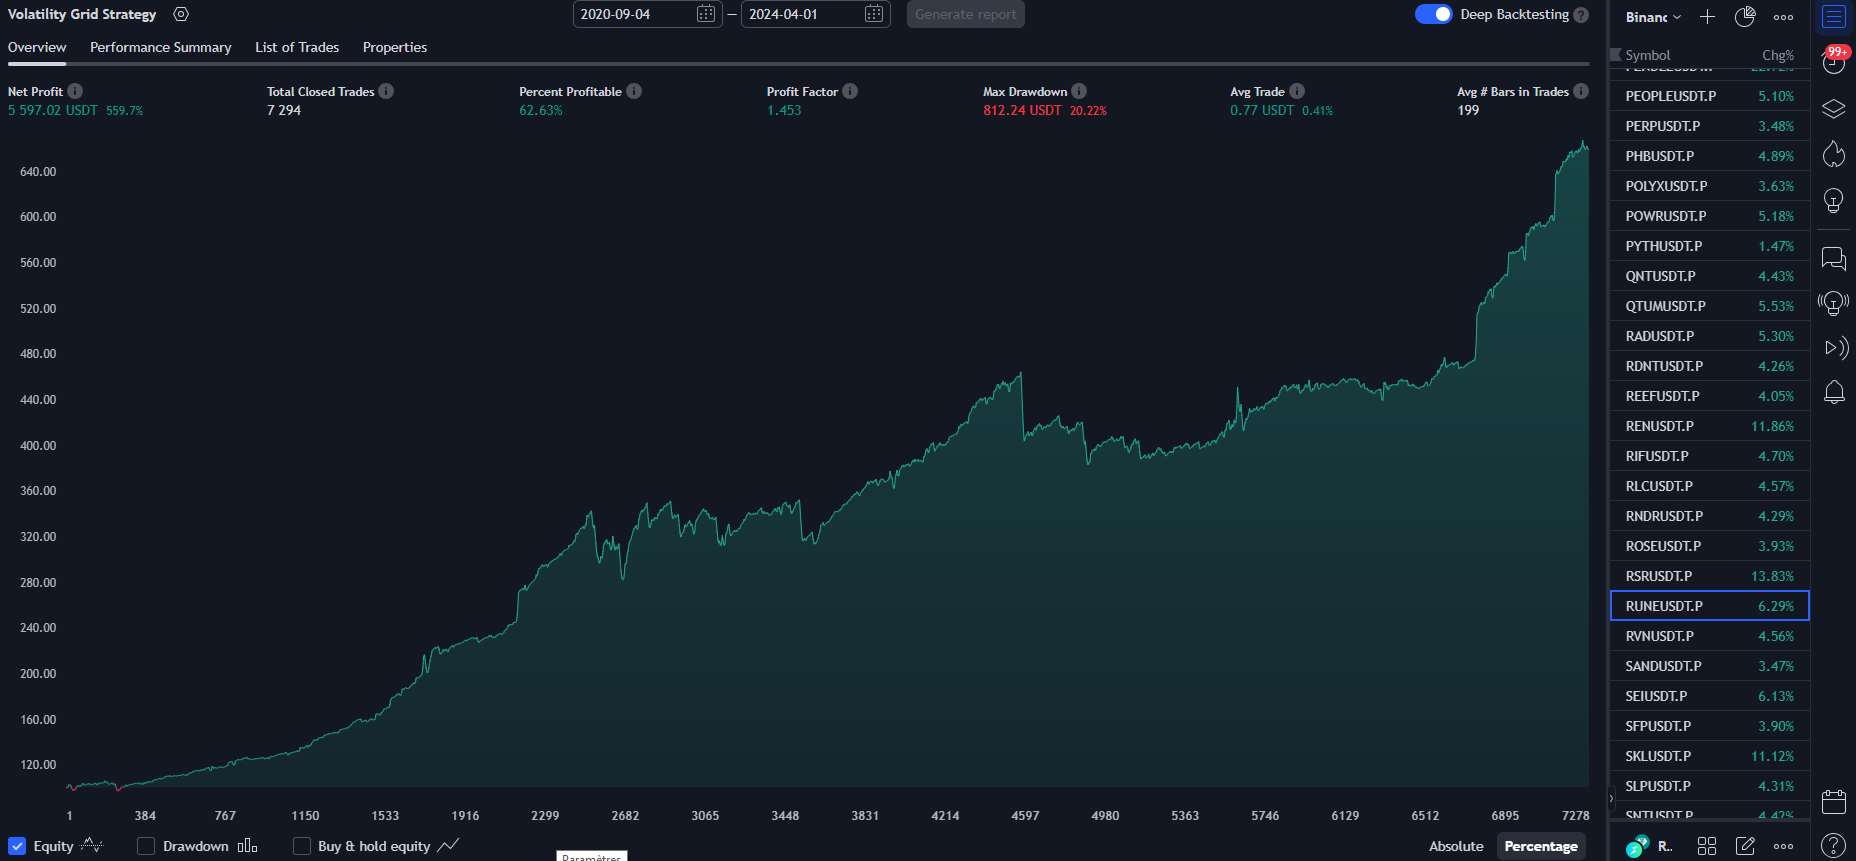 Volatility Grid Strategy
2020-09-04 — 2024-04-01
Generate report
Deep Backtesting ?
Overview Performance Summary List of Trades Properties
Net Profit
5 597.02 USDT 559.7%
Total Closed Trades
7 294
Percent Profitable
62.63%
Profit Factor
1.453
Max Drawdown
812.24 USDT 20.22%
Avg Trade
0.77 USDT 0.41%
Avg # Bars in Trades
199
640.00
600.00
560.00
520.00
480.00
440.00
400.00
360.00
320.00
280.00
240.00
200.00
160.00
120.00
1 384 767 1150 1533 1916 2299 2682 3065 3448 3831 4214 4597 4980 5363 5746 6129 6512 6895 7278
Equity Drawdown Buy & hold equity
Paramètres
Absolute Percentage
Binanc
99+
Symbol Chg%
PENDLEUSDT.P 22.72%
PEOPLEUSDT.P 5.10%
PERPUSDT.P 3.48%
PHBUSDT.P 4.89%
POLYXUSDT.P 3.63%
POWRUSDT.P 5.18%
PYTHUSDT.P 1.47%
QNTUSDT.P 4.43%
QTUMUSDT.P 5.53%
RADUSDT.P 5.30%
RDNTUSDT.P 4.26%
REEFUSDT.P 4.05%
RENUSDT.P 11.86%
RIFUSDT.P 4.70%
RLCUSDT.P 4.57%
RNDRUSDT.P 4.29%
ROSEUSDT.P 3.93%
RSRUSDT.P 13.83%
RUNEUSDT.P 6.29%
RVNUSDT.P 4.56%
SANDUSDT.P 3.47%
SEIUSDT.P 6.13%
SFPUSDT.P 3.90%
SKLUSDT.P 11.12%
SLPUSDT.P 4.31%
SNTUSDT.P 4.42%
R..